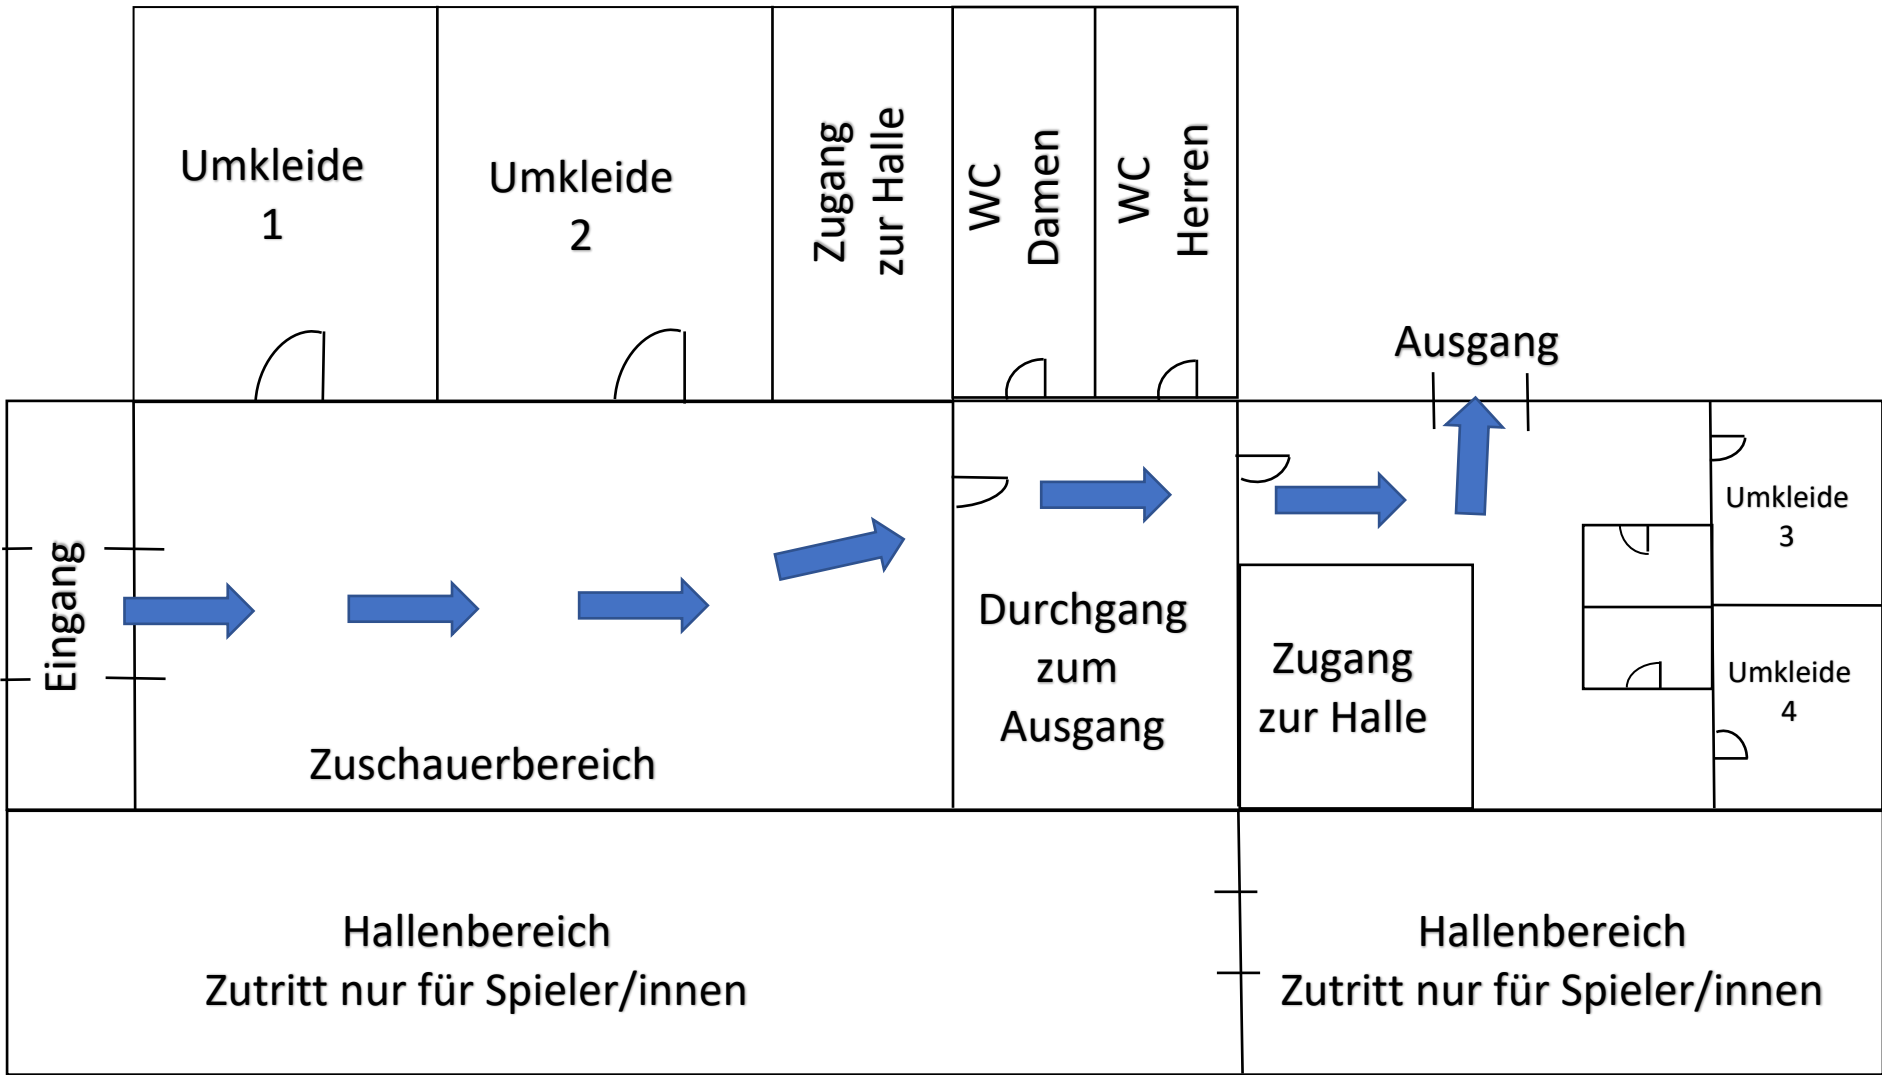 Umkleide
1
Umkleide
2
Zugang
zur Halle
WC
Damen
WC
Herren
Ausgang
Eingang
Umkleide
3
Durchgang
zum
Ausgang
Zugang
zur Halle
Umkleide
4
Zuschauerbereich
Hallenbereich
Zutritt nur für Spieler/innen
Hallenbereich
Zutritt nur für Spieler/innen